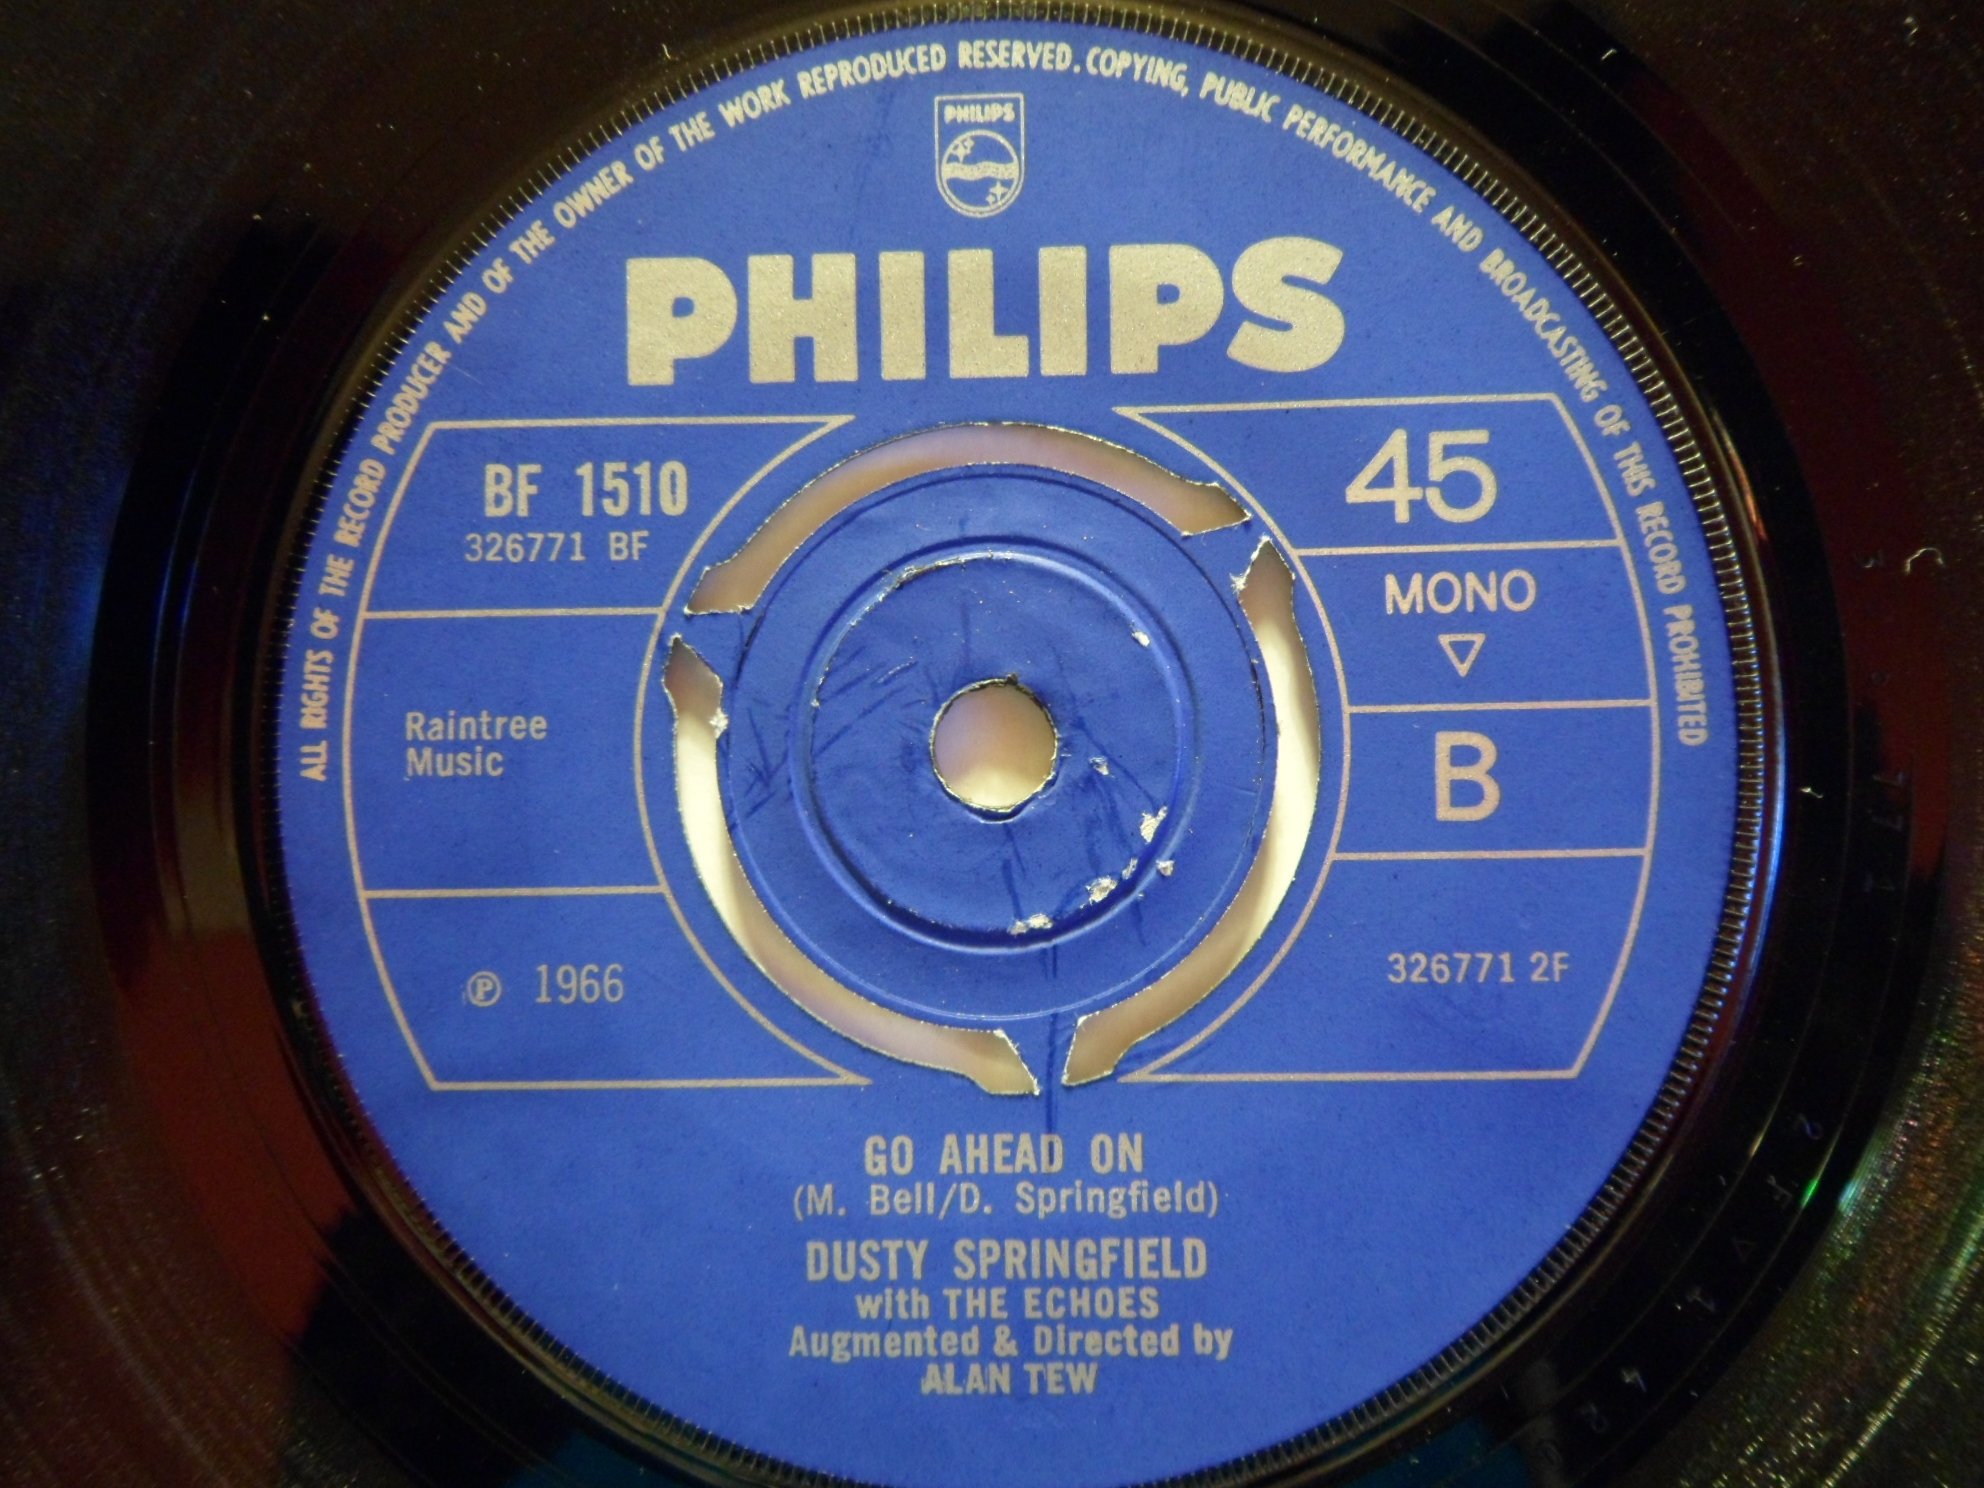 ALL RIGHTS OF THE RECORD PRODUCER AND OF THE OWNER OF THE WORK REPRODUCED RESERVED. COPYING, PUBLIC PERFORMANCE AND BROADCASTING OF THIS RECORD PROHIBITED
PHILIPS
PHILIPS
BF 1510
326771 BF
45
MONO
Raintree
Music
B
℗ 1966
326771 2F
GO AHEAD ON
(M. Bell/D. Springfield)
DUSTY SPRINGFIELD
with THE ECHOES
Augmented & Directed by
ALAN TEW